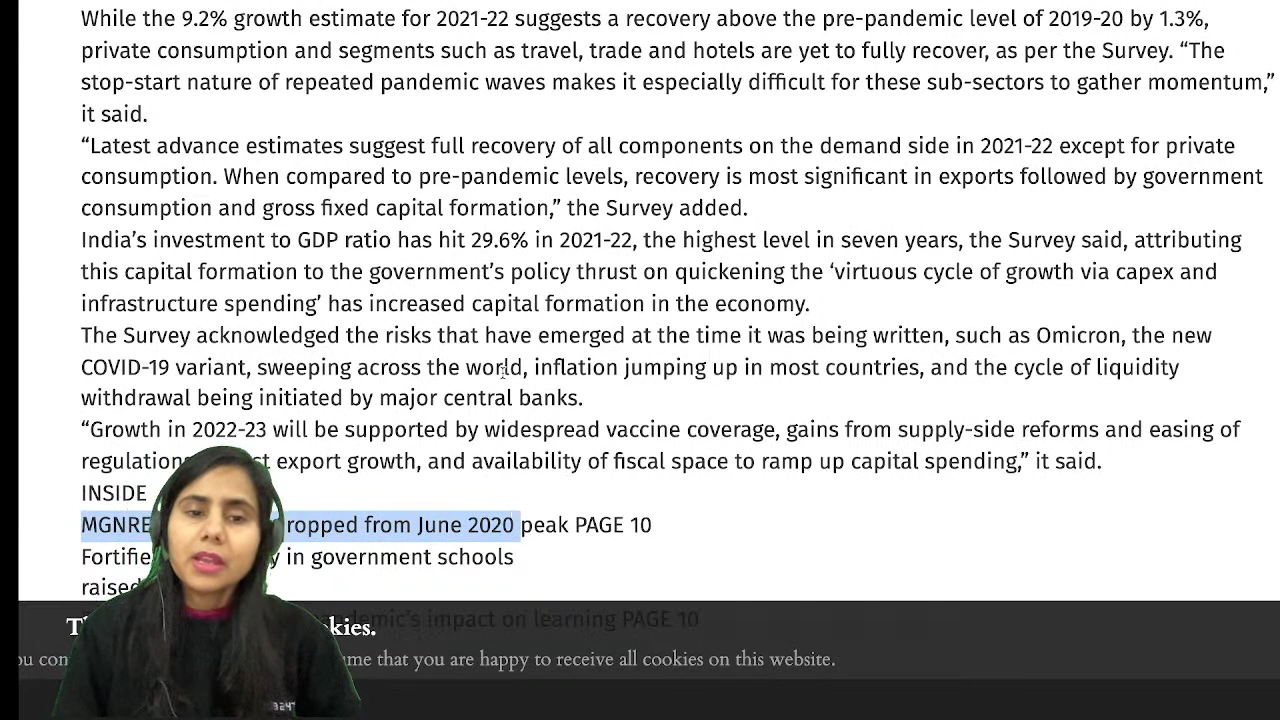 While the 9.2% growth estimate for 2021-22 suggests a recovery above the pre-pandemic level of 2019-20 by 1.3%,
private consumption and segments such as travel, trade and hotels are yet to fully recover, as per the Survey. “The
stop-start nature of repeated pandemic waves makes it especially difficult for these sub-sectors to gather momentum,”
it said.
“Latest advance estimates suggest full recovery of all components on the demand side in 2021-22 except for private
consumption. When compared to pre-pandemic levels, recovery is most significant in exports followed by government
consumption and gross fixed capital formation,” the Survey added.
India’s investment to GDP ratio has hit 29.6% in 2021-22, the highest level in seven years, the Survey said, attributing
this capital formation to the government’s policy thrust on quickening the ‘virtuous cycle of growth via capex and
infrastructure spending’ has increased capital formation in the economy.
The Survey acknowledged the risks that have emerged at the time it was being written, such as Omicron, the new
COVID-19 variant, sweeping across the world, inflation jumping up in most countries, and the cycle of liquidity
withdrawal being initiated by major central banks.
“Growth in 2022-23 will be supported by widespread vaccine coverage, gains from supply-side reforms and easing of
export growth, and availability of fiscal space to ramp up capital spending,” it said.
INSIDE
from June 2020 peak PAGE 10
in government schools
raised
impact on learning PAGE 10
me that you are happy to receive all cookies on this website.